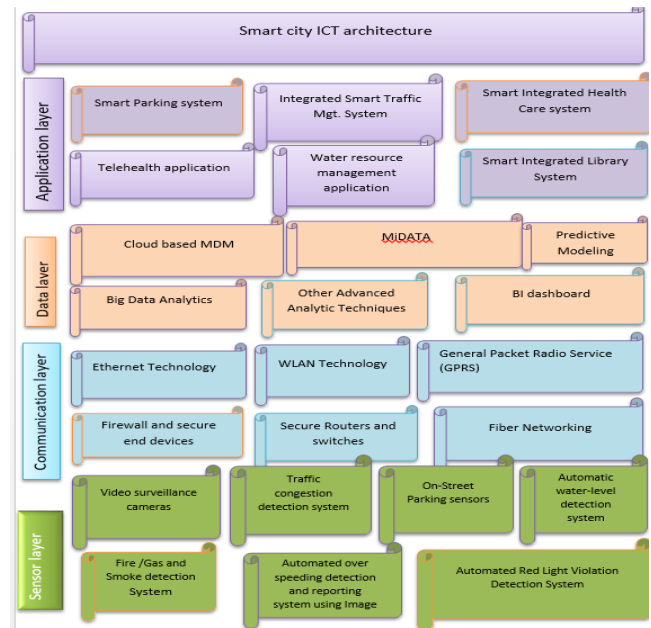 Smart city ICT architecture
Application layer
Smart Parking system
Integrated Smart Traffic
Mgt. System
Smart Integrated Health
Care system
Telehealth application
Water resource
management
application
Smart Integrated Library
System
Data layer
Cloud based MDM
MiDATA
Predictive
Modeling
Big Data Analytics
Other Advanced
Analytic Techniques
BI dashboard
Communication layer
Ethernet Technology
WLAN Technology
General Packet Radio Service
(GPRS)
Firewall and secure
end devices
Secure Routers and
switches
Fiber Networking
Sensor layer
Video surveillance
cameras
Traffic
congestion
detection system
On-Street
Parking sensors
Automatic
water-level
detection
system
Fire /Gas and
Smoke detection
System
Automated over
speeding detection
and reporting
system using Image
Automated Red Light Violation
Detection System